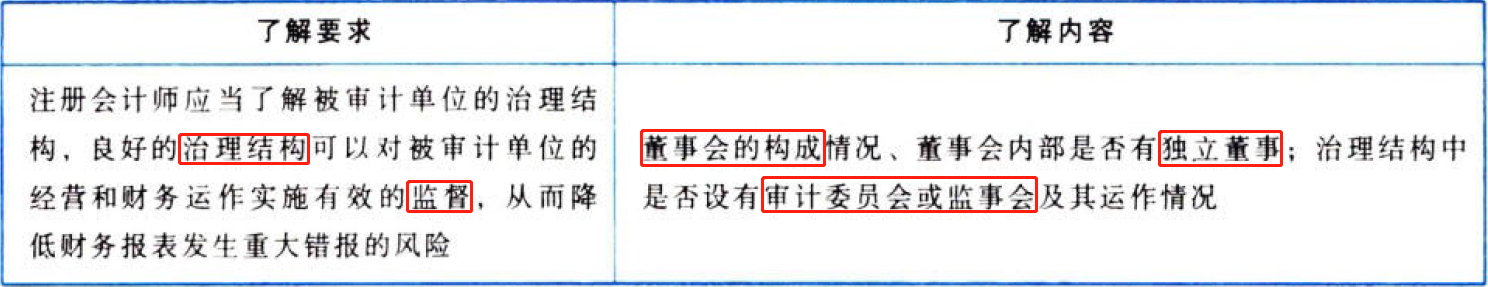 了解要求
了解内容
注册会计师应当了解被审计单位的治理结
构，良好的治理结构可以对被审计单位的
经营和财务运作实施有效的监督，从而降
低财务报表发生重大错报的风险
董事会的构成情况、董事会内部是否有独立董事；治理结构中
是否设有审计委员会或监事会及其运作情况